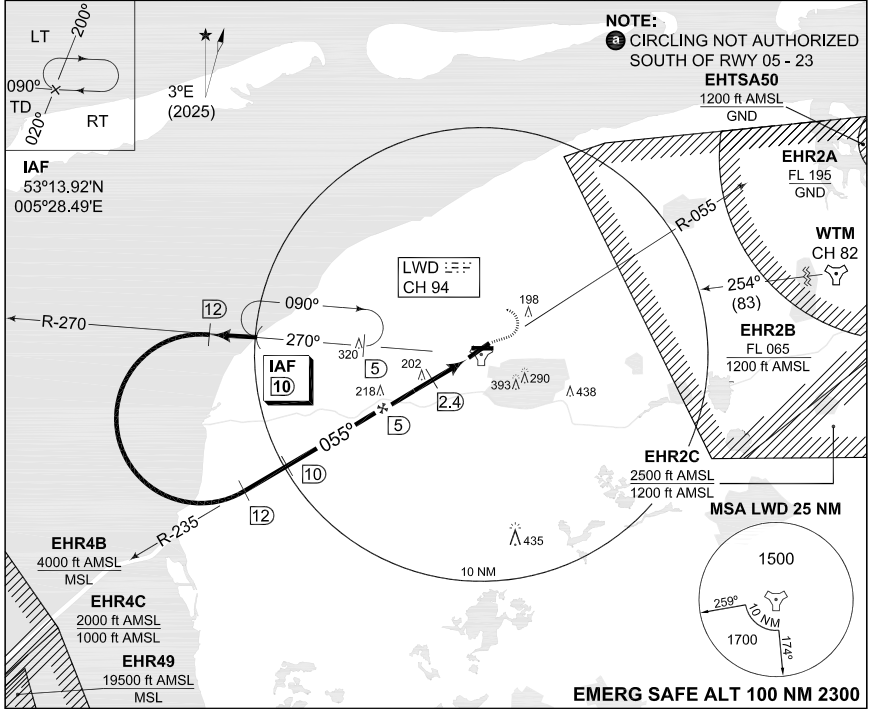 LT
200°
090°
TD
020°
RT
IAF
53°13.92'N
005°28.49'E
3°E
(2025)
NOTE:
a CIRCLING NOT AUTHORIZED
SOUTH OF RWY 05 - 23
EHTSA50
1200 ft AMSL
GND
EHR2A
FL 195
GND
WTM
CH 82
R-055
254°
(83)
EHR2B
FL 065
1200 ft AMSL
LWD
CH 94
12
090°
R-270
270°
198
320
IAF
10
5
202
218
2.4
393
290
438
5
055°
10
12
R-235
EHR2C
2500 ft AMSL
1200 ft AMSL
435
10 NM
EHR4B
4000 ft AMSL
MSL
EHR4C
2000 ft AMSL
1000 ft AMSL
EHR49
19500 ft AMSL
MSL
MSA LWD 25 NM
1500
259°
10 NM
1700
174°
EMERG SAFE ALT 100 NM 2300